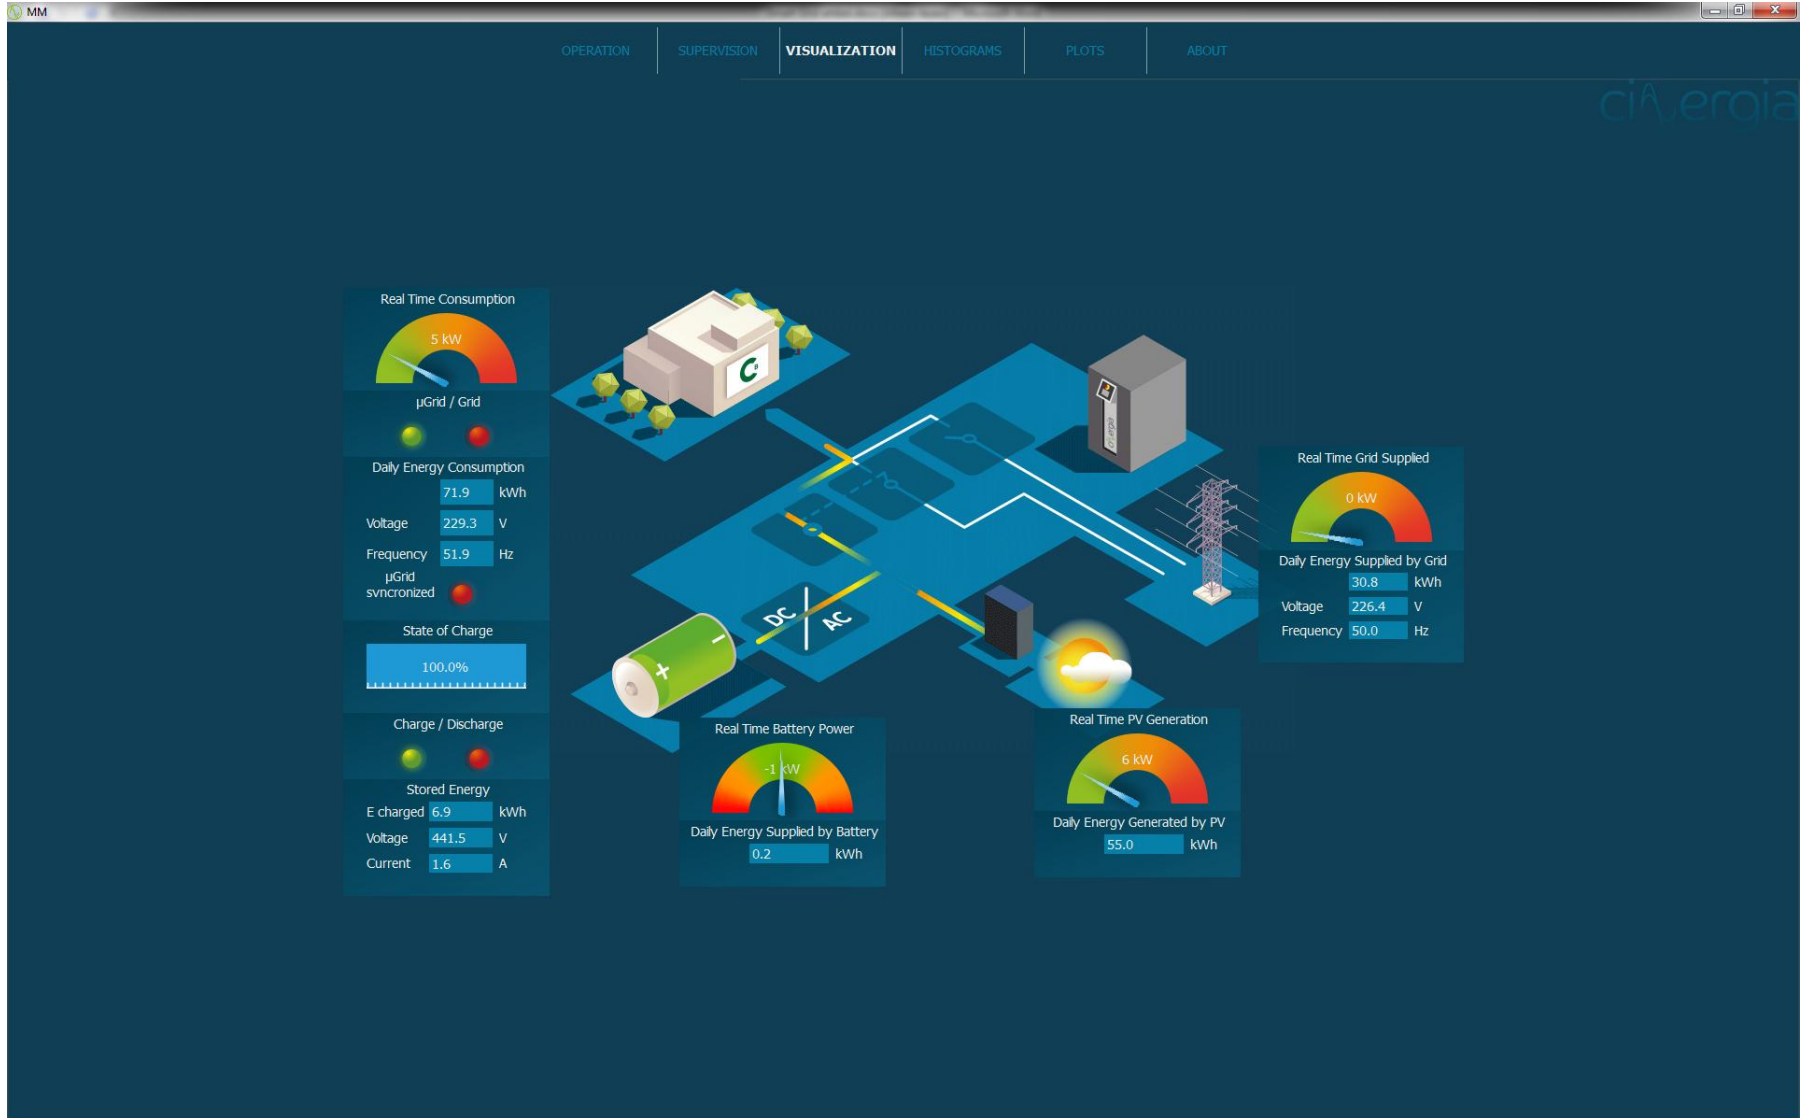 MM
OPERATION
SUPERVISION
VISUALIZATION
HISTOGRAMS
PLOTS
ABOUT
cinergia
Real Time Consumption
5 kW
µGrid / Grid
Daily Energy Consumption
71.9 kWh
Voltage 229.3 V
Frequency 51.9 Hz
µGrid
svncronized
State of Charge
100.0%
Charge / Discharge
Stored Energy
E charged 6.9 kWh
Voltage 441.5 V
Current 1.6 A
C
cinergia
DC
AC
Real Time Battery Power
-1 kW
Daily Energy Supplied by Battery
0.2 kWh
Real Time PV Generation
6 kW
Daily Energy Generated by PV
55.0 kWh
Real Time Grid Supplied
0 kW
Daily Energy Supplied by Grid
30.8 kWh
Voltage 226.4 V
Frequency 50.0 Hz